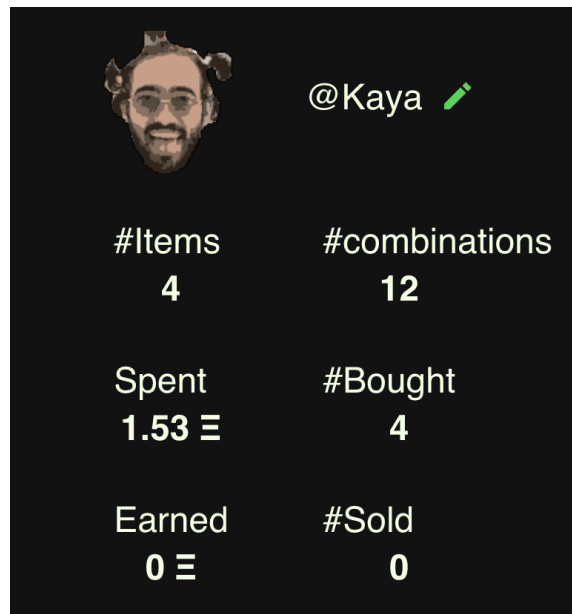 @Kaya
#Items #combinations
4 12
Spent #Bought
1.53 Ξ 4
Earned #Sold
0 Ξ 0